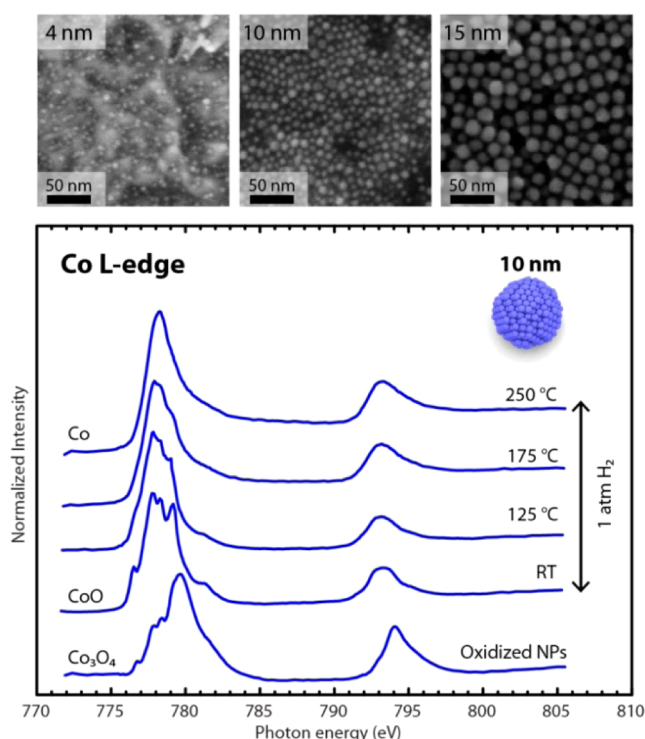 4 nm
10 nm
15 nm
50 nm
50 nm
50 nm
Co L-edge
10 nm
250 °C
Co
175 °C
125 °C
1 atm H₂
RT
CoO
Co₃O₄
Oxidized NPs
Normalized Intensity
770 775 780 785 790 795 800 805 810
Photon energy (eV)